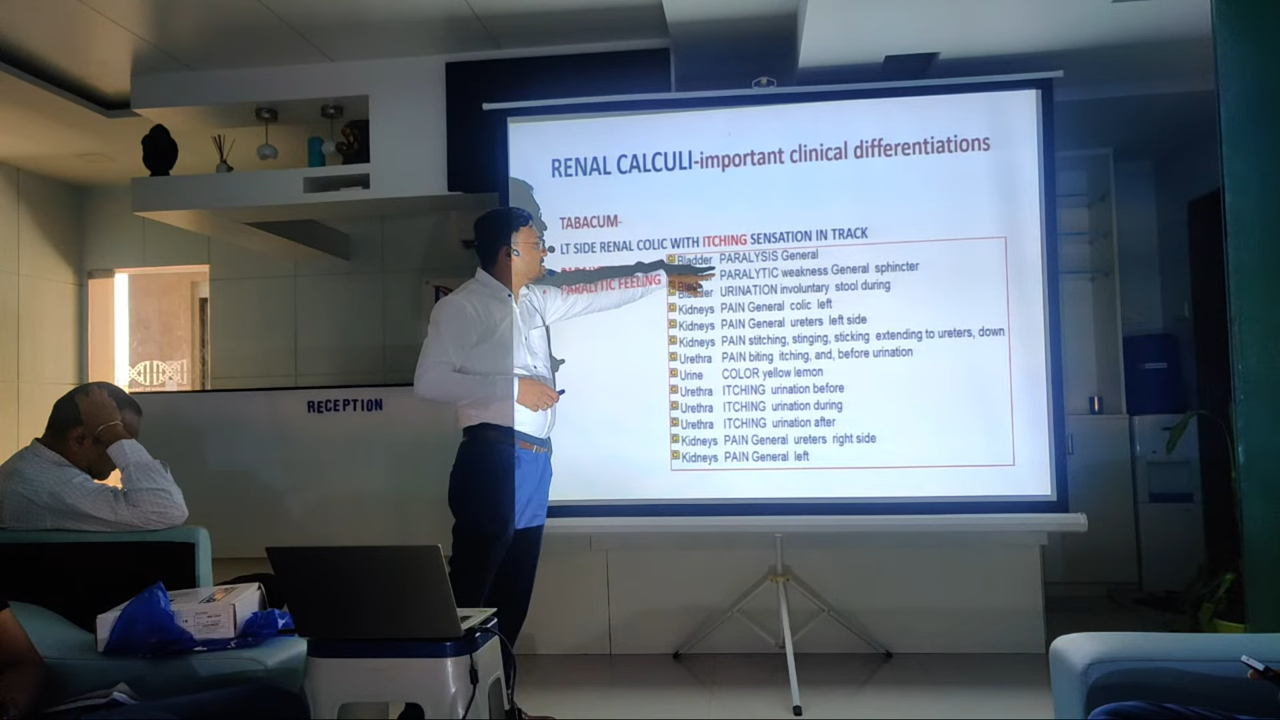 RENAL CALCULI-important clinical differentiations
TABACUM-
LT SIDE RENAL COLIC WITH ITCHING SENSATION IN TRACK
PARALYTIC FEELING
Bladder PARALYSIS General
PARALYTIC weakness General sphincter
Bladder URINATION involuntary stool during
Kidneys PAIN General colic left
Kidneys PAIN General ureters left side
Kidneys PAIN stitching, stinging, sticking extending to ureters, down
Urethra PAIN biting itching, and, before urination
Urine COLOR yellow lemon
Urethra ITCHING urination before
Urethra ITCHING urination during
Urethra ITCHING urination after
Kidneys PAIN General ureters right side
Kidneys PAIN General left
RECEPTION